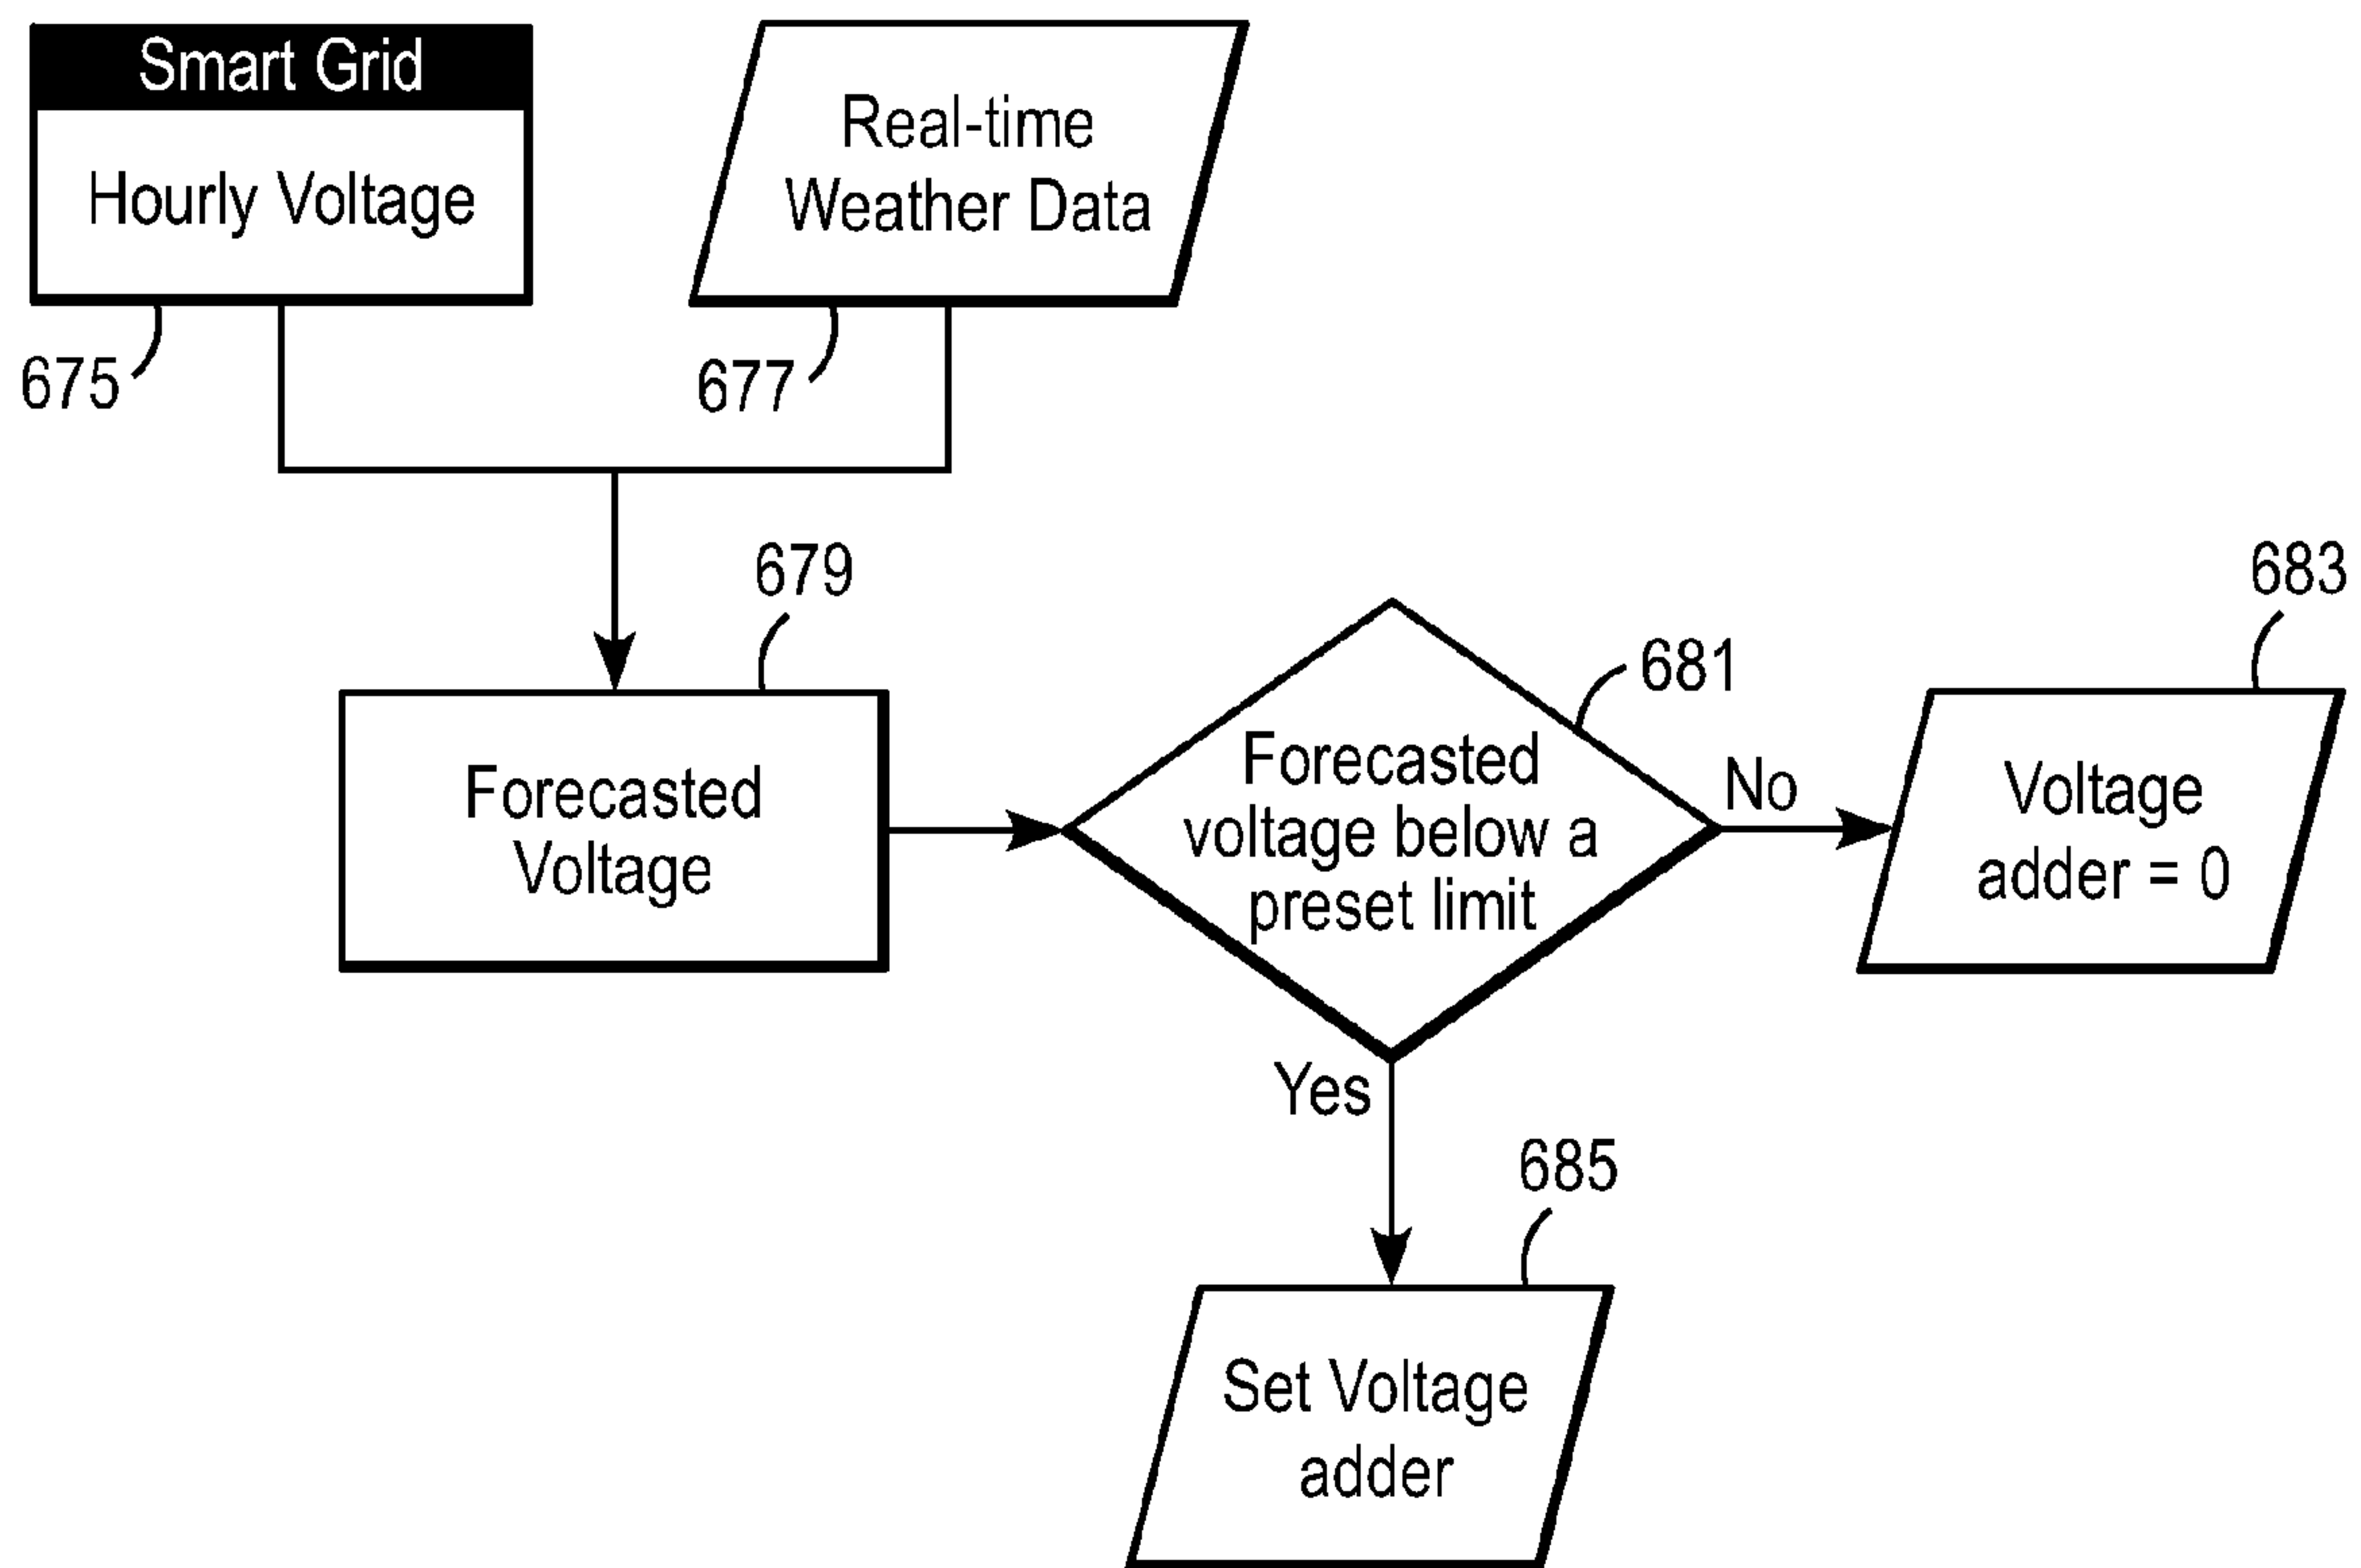 Smart Grid
Hourly Voltage
Real-time
Weather Data
675
677
679
Forecasted
Voltage
681
Forecasted
voltage below a
preset limit
No
683
Voltage
adder = 0
Yes
685
Set Voltage
adder